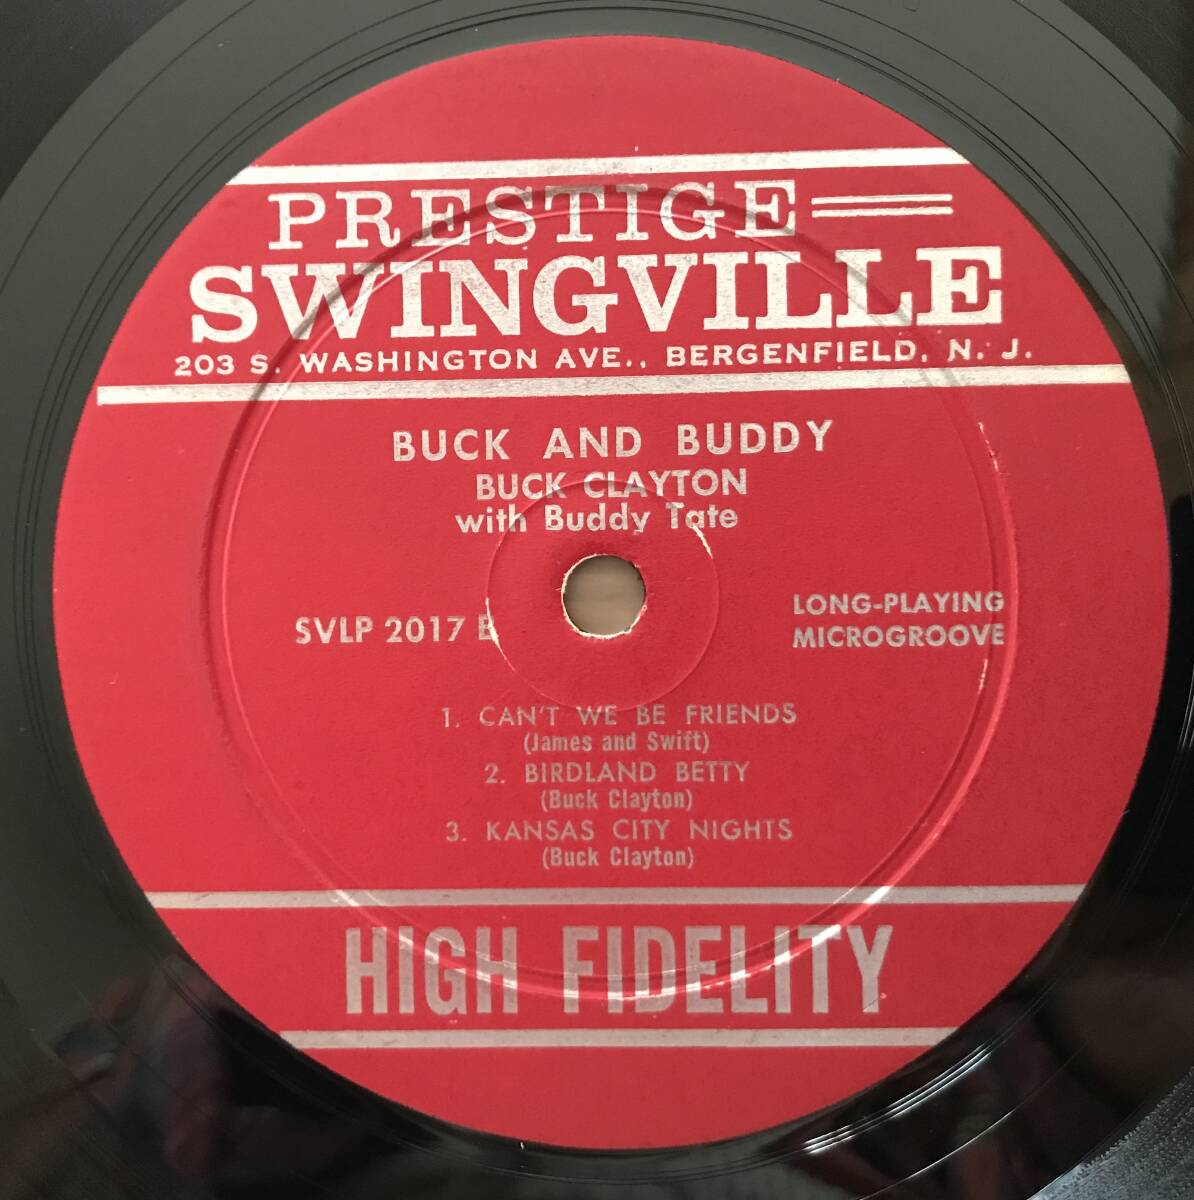 PRESTIGE
SWINGVILLE
203 S. WASHINGTON AVE., BERGENFIELD, N. J.
BUCK AND BUDDY
BUCK CLAYTON
with Buddy Tate
SVLP 2017 B
LONG-PLAYING
MICROGROOVE
1. CAN'T WE BE FRIENDS
(James and Swift)
2. BIRDLAND BETTY
(Buck Clayton)
3. KANSAS CITY NIGHTS
(Buck Clayton)
HIGH FIDELITY